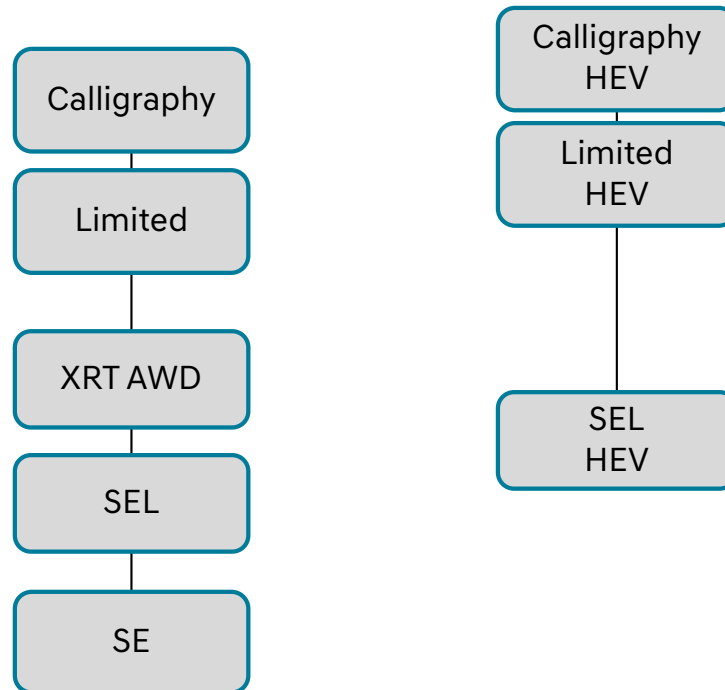 Calligraphy
Limited
XRT AWD
SEL
SE
Calligraphy
HEV
Limited
HEV
SEL
HEV